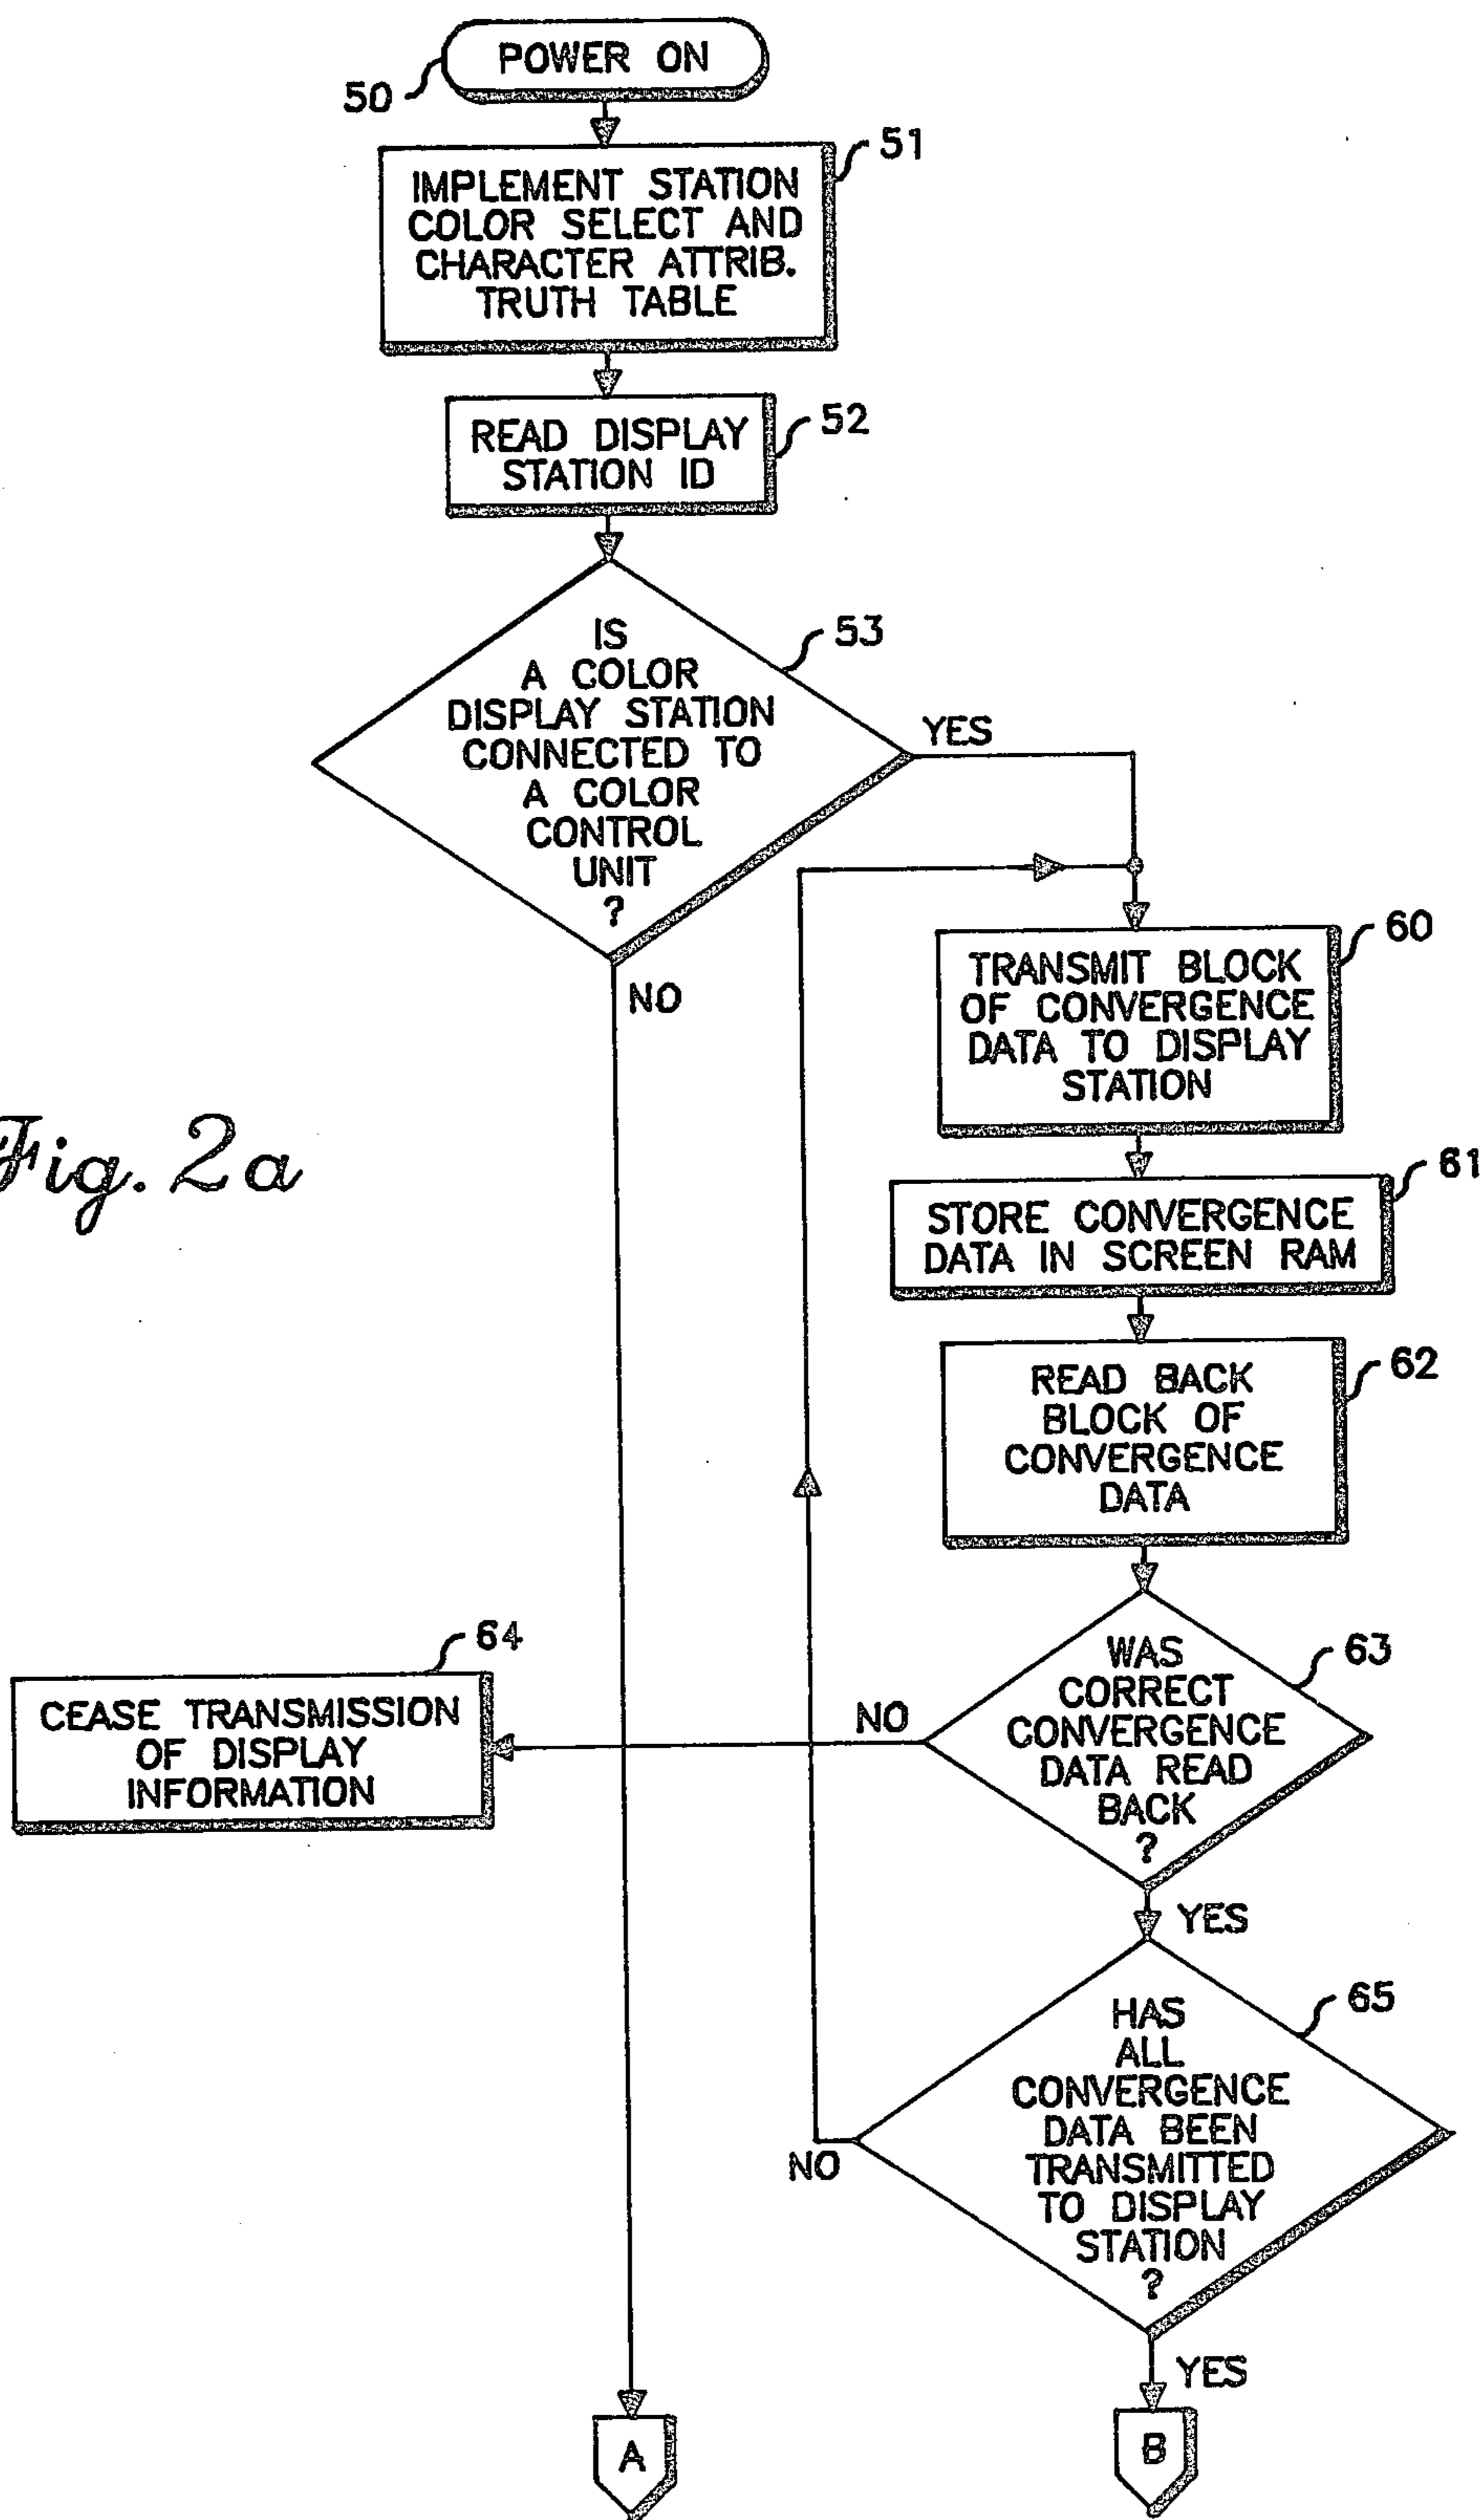 POWER ON
50
51
IMPLEMENT STATION
COLOR SELECT AND
CHARACTER ATTRIB.
TRUTH TABLE
52
READ DISPLAY
STATION ID
53
IS
A COLOR
DISPLAY STATION
CONNECTED TO
A COLOR
CONTROL
UNIT
?
YES
NO
60
TRANSMIT BLOCK
OF CONVERGENCE
DATA TO DISPLAY
STATION
Fig. 2a
61
STORE CONVERGENCE
DATA IN SCREEN RAM
62
READ BACK
BLOCK OF
CONVERGENCE
DATA
64
CEASE TRANSMISSION
OF DISPLAY
INFORMATION
63
WAS
CORRECT
CONVERGENCE
DATA READ
BACK
?
NO
YES
65
HAS
ALL
CONVERGENCE
DATA BEEN
TRANSMITTED
TO DISPLAY
STATION
?
NO
YES
A
B